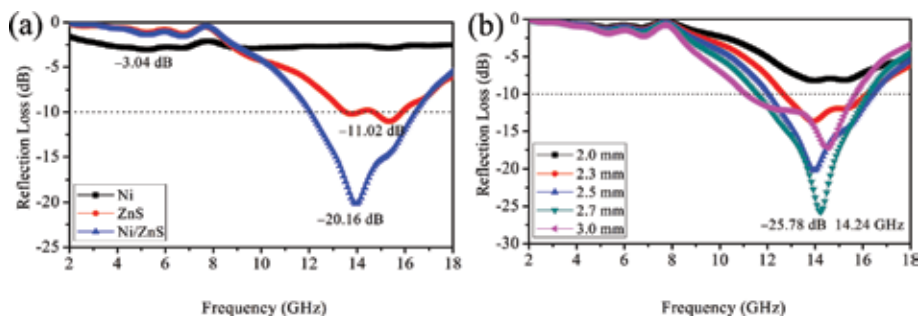 (a)
Reflection Loss (dB)
0
-5
-10
-15
-20
-25
−3.04 dB
−11.02 dB
−20.16 dB
Ni
ZnS
Ni/ZnS
2 4 6 8 10 12 14 16 18
Frequency (GHz)
(b)
Reflection Loss (dB)
0
-5
-10
-15
-20
-25
-30
2.0 mm
2.3 mm
2.5 mm
2.7 mm
3.0 mm
−25.78 dB 14.24 GHz
2 4 6 8 10 12 14 16 18
Frequency (GHz)